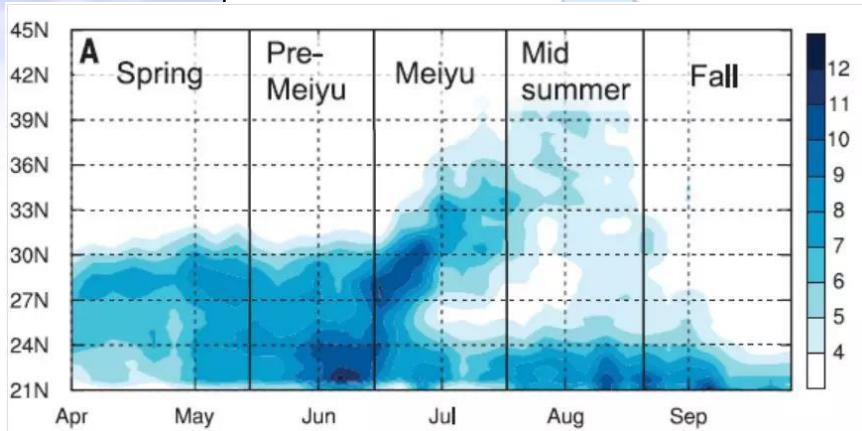 A
Spring
Pre-
Meiyu
Meiyu
Mid
summer
Fall
45N
42N
39N
36N
33N
30N
27N
24N
21N
Apr May Jun Jul Aug Sep
12
11
10
9
8
7
6
5
4